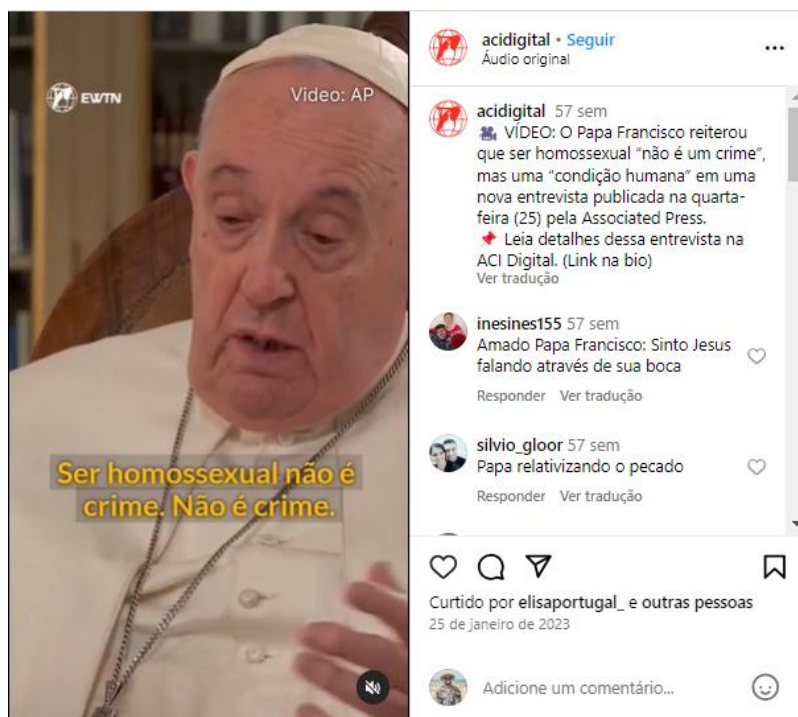 EWTN
Video: AP
Ser homossexual não é
crime. Não é crime.
acidigital • Seguir
Áudio original
acidigital 57 sem
🎥 VÍDEO: O Papa Francisco reiterou
que ser homossexual “não é um crime”,
mas uma “condição humana” em uma
nova entrevista publicada na quarta-
feira (25) pela Associated Press.
📌 Leia detalhes dessa entrevista na
ACI Digital. (Link na bio)
Ver tradução
inesines155 57 sem
Amado Papa Francisco: Sinto Jesus
falando através de sua boca
Responder Ver tradução
silvio_gloor 57 sem
Papa relativizando o pecado
Responder Ver tradução
Curtido por elisaportugal_ e outras pessoas
25 de janeiro de 2023
Adicione um comentário...